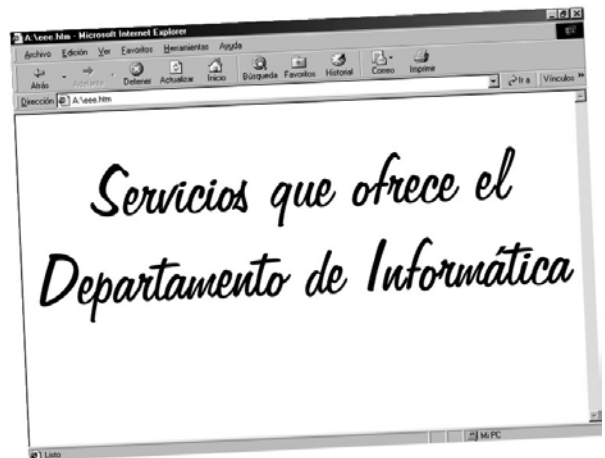 A:\eee.htm - Microsoft Internet Explorer
Archivo Edición Ver Favoritos Herramientas Ayuda
Atrás Adelante Detener Actualizar Inicio Búsqueda Favoritos Historial Correo Imprimir
Dirección A:\eee.htm Ir a Vínculos »
Servicios que ofrece el
Departamento de Informática
Listo Mi PC